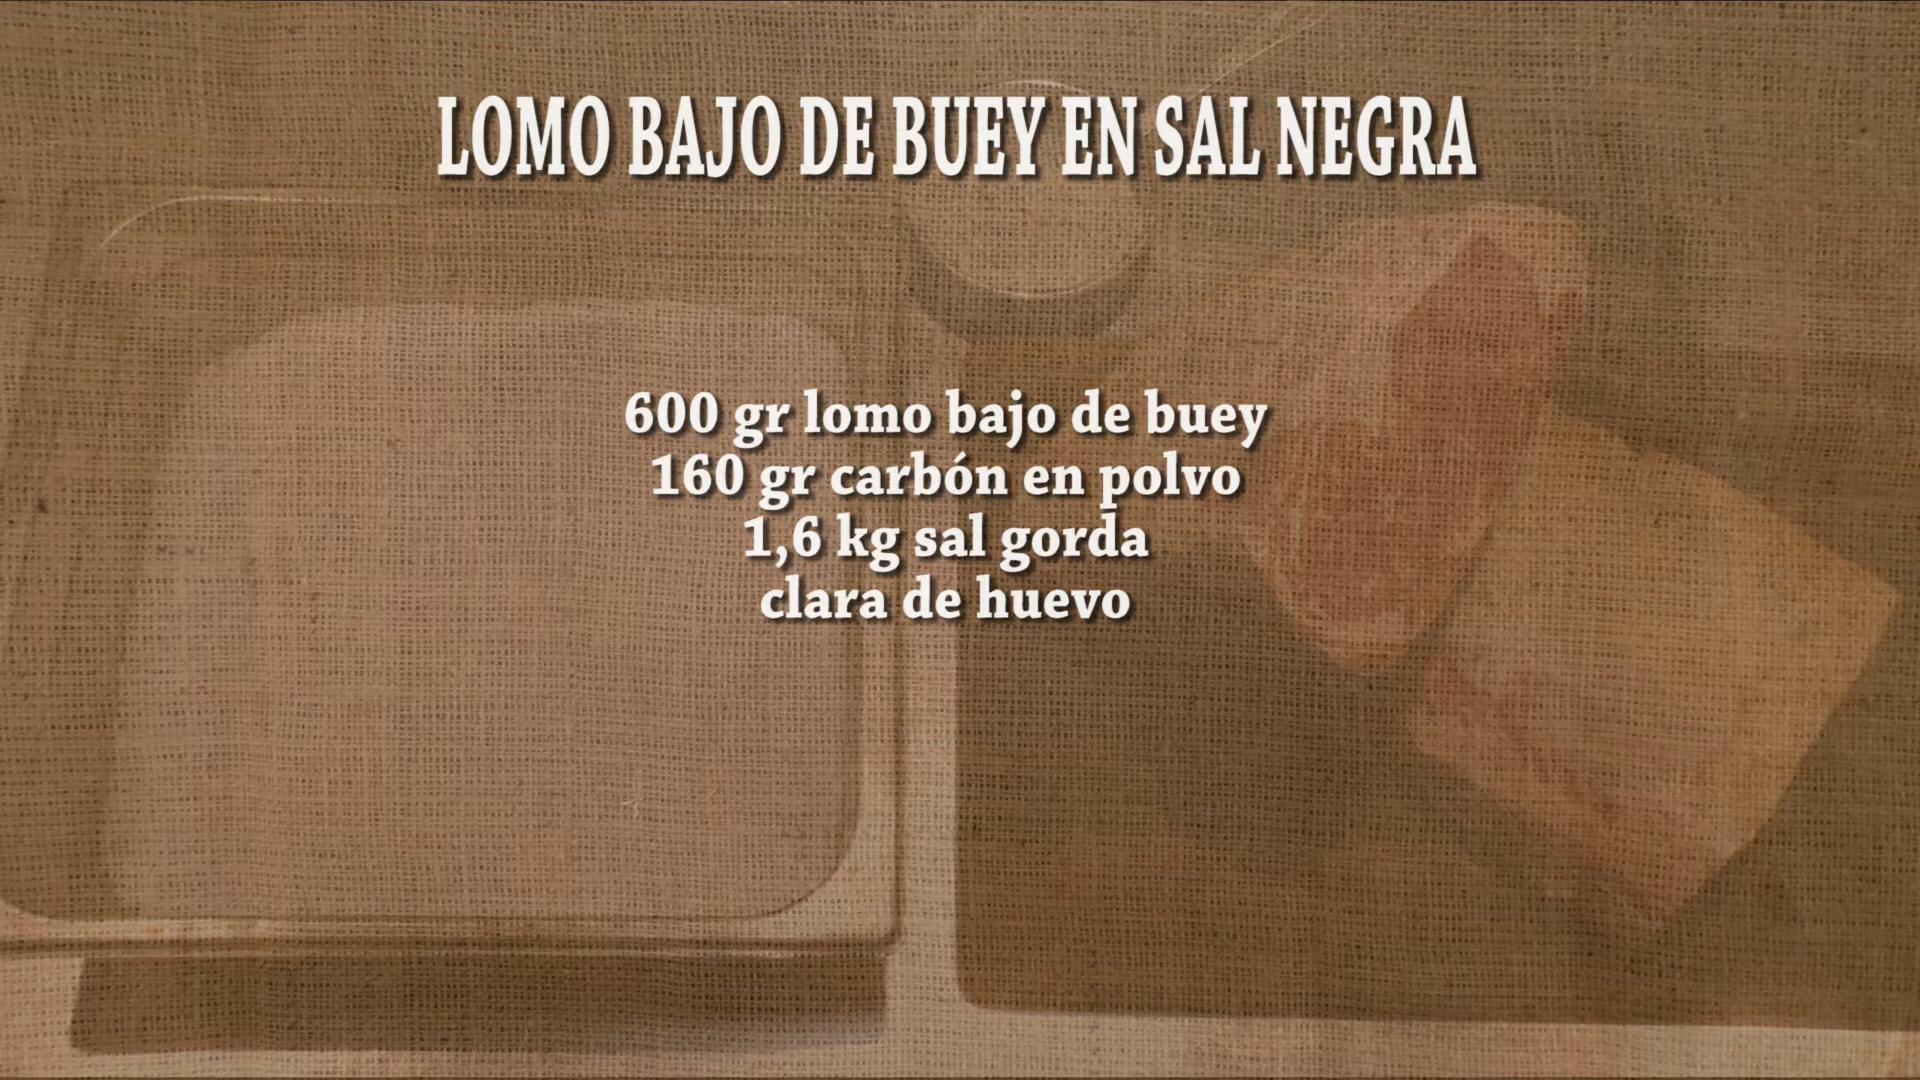 LOMO BAJO DE BUEY EN SAL NEGRA
600 gr lomo bajo de buey
160 gr carbón en polvo
1,6 kg sal gorda
clara de huevo